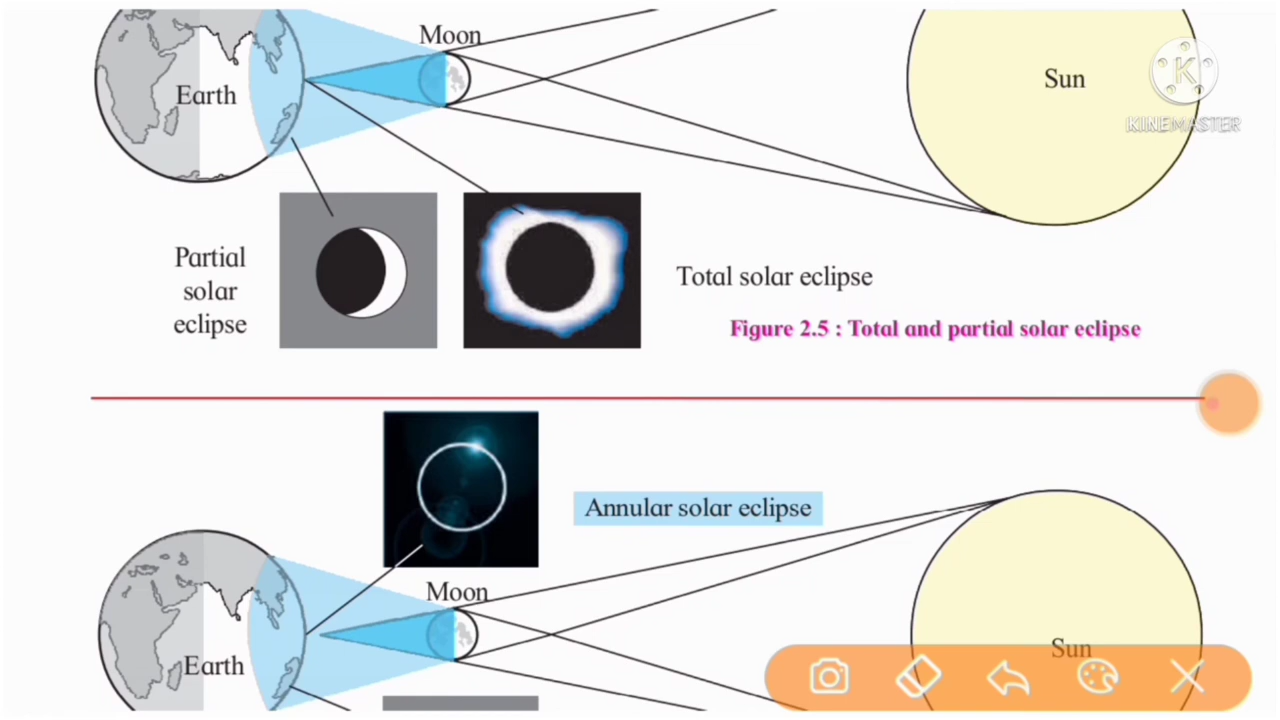 Moon
Earth
Sun
K
KINEMASTER
Partial
solar
eclipse
Total solar eclipse
Figure 2.5 : Total and partial solar eclipse
Annular solar eclipse
Moon
Earth
Sun